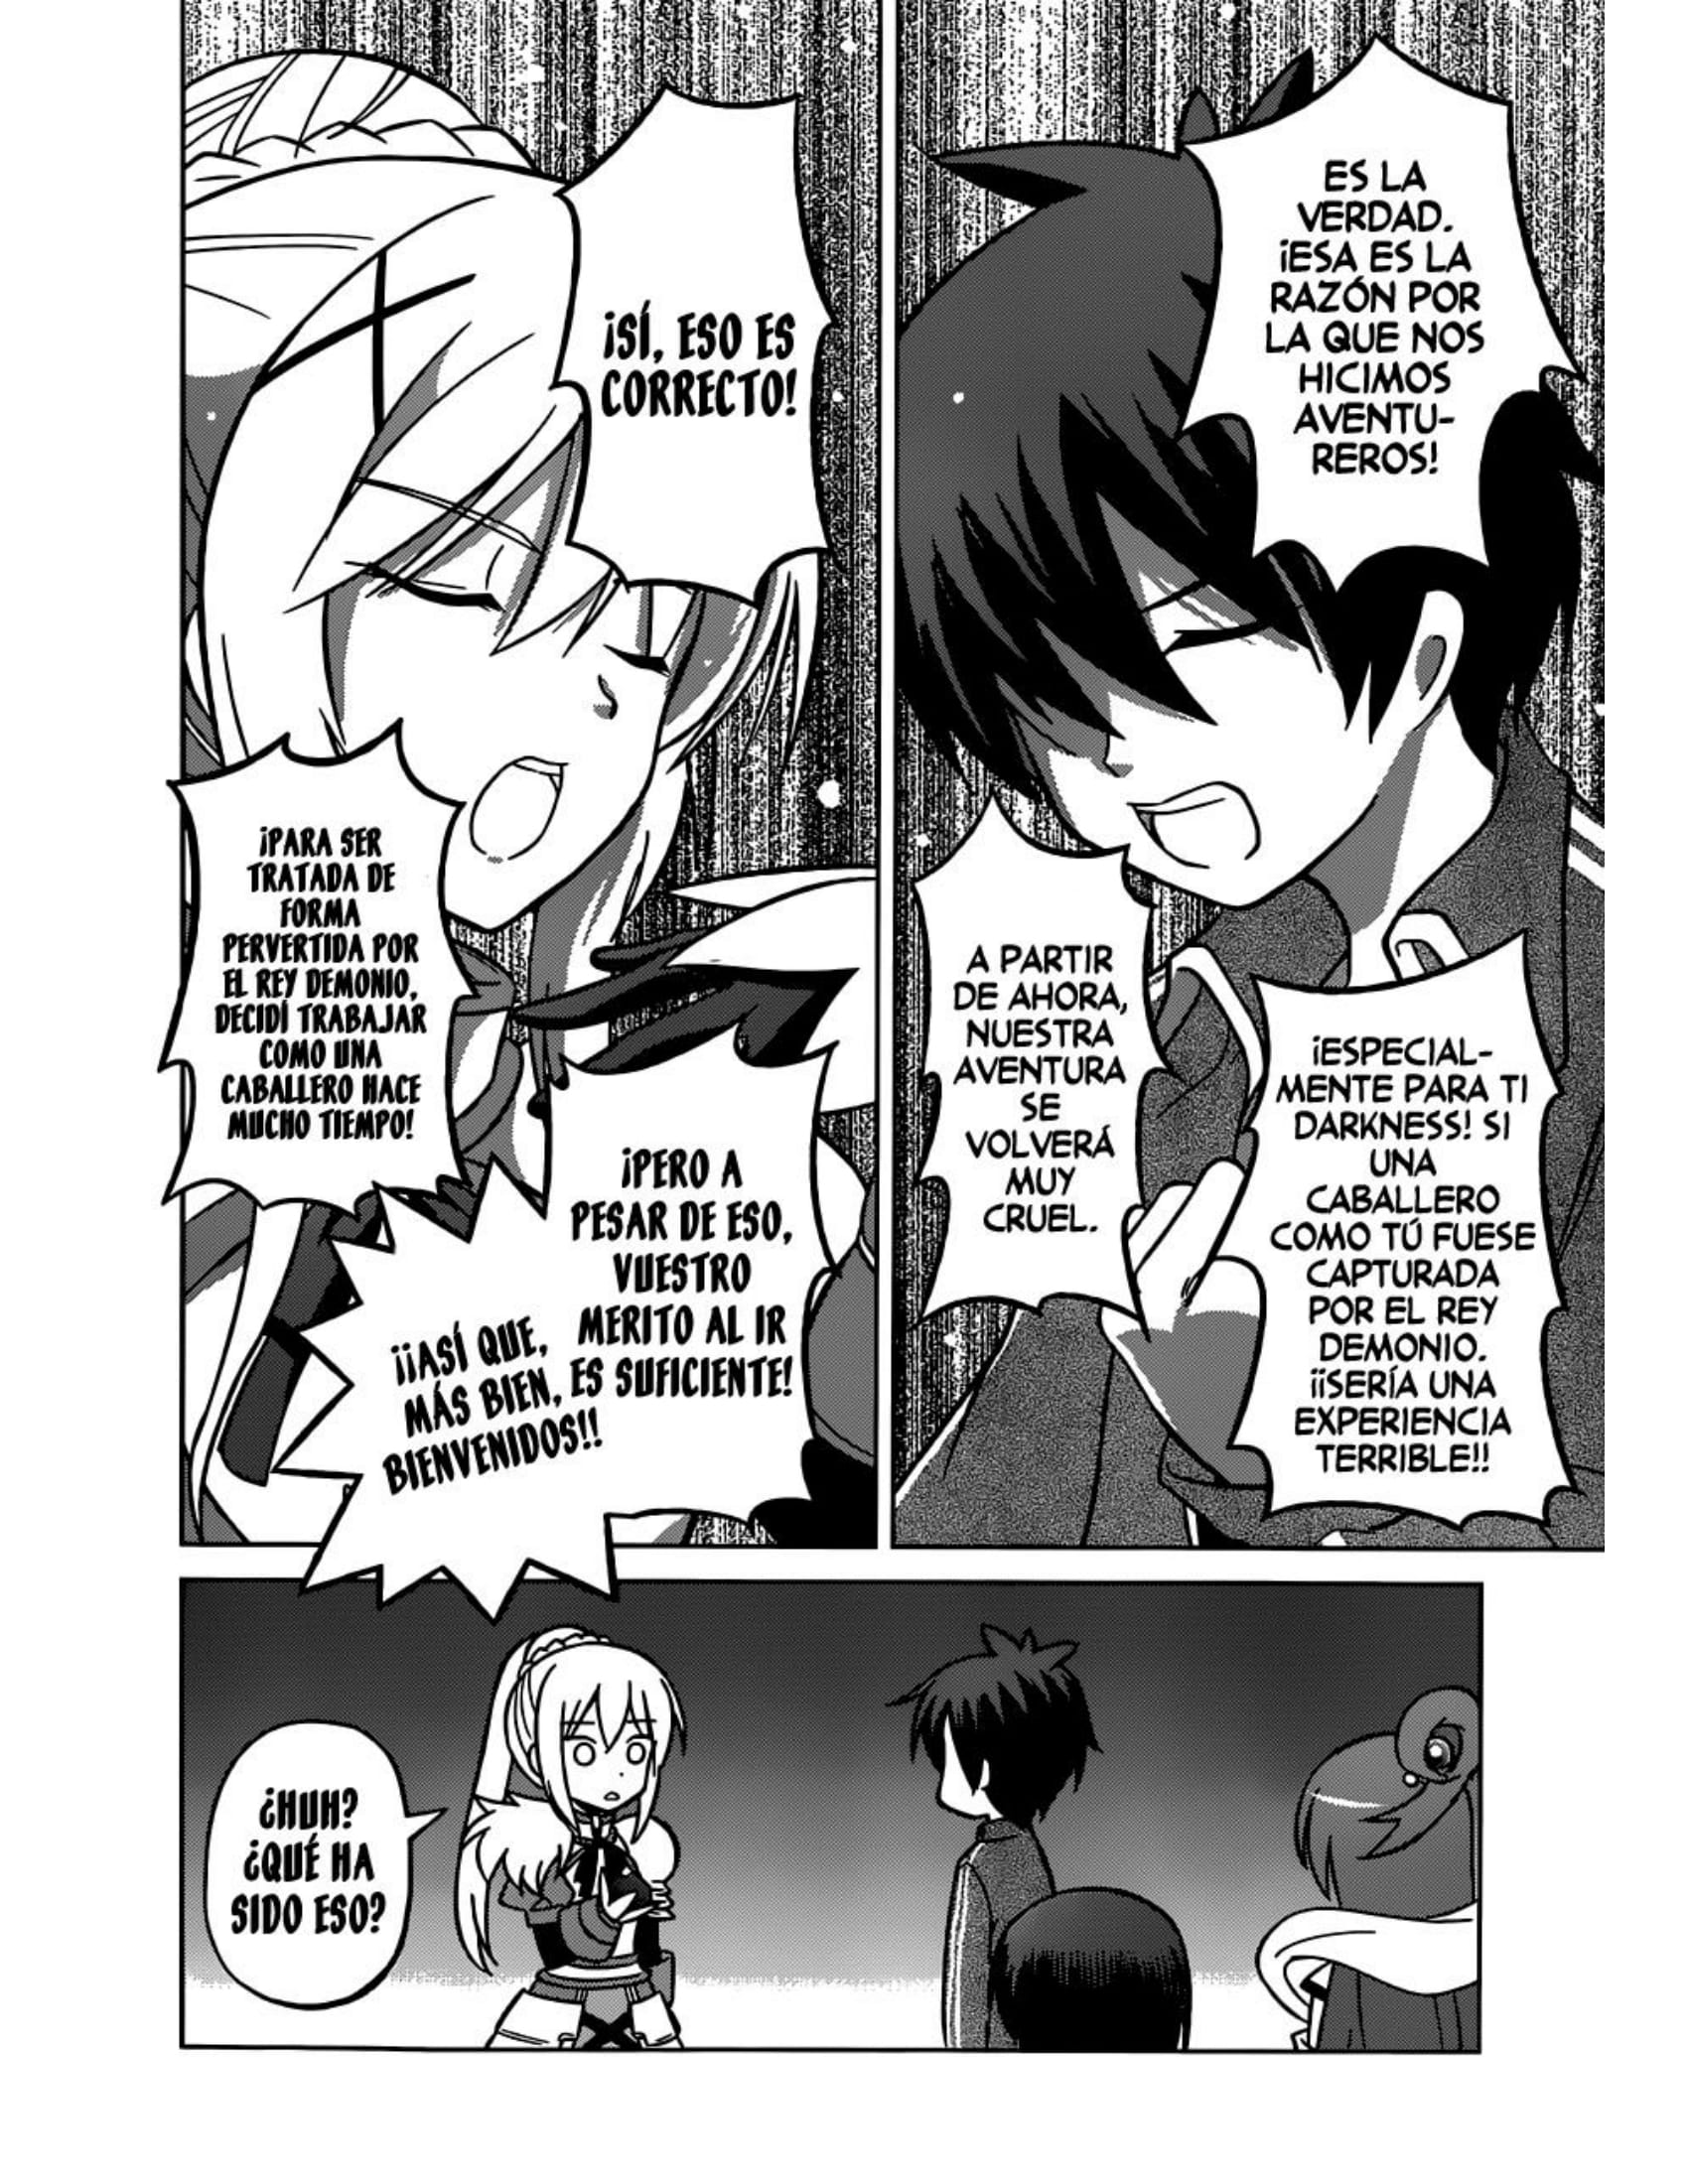 ES LA
VERDAD.
¡ESA ES LA
RAZÓN POR
LA QUE NOS
HICIMOS
AVENTU-
REROS!
A PARTIR
DE AHORA,
NUESTRA
AVENTURA
SE
VOLVERÁ
MUY
CRUEL.
¡ESPECIAL-
MENTE PARA TI
DARKNESS! SI
UNA
CABALLERO
COMO TÚ FUESE
CAPTURADA
POR EL REY
DEMONIO.
¡¡SERÍA UNA
EXPERIENCIA
TERRIBLE!!
¡SÍ, ESO ES
CORRECTO!
¡PARA SER
TRATADA DE
FORMA
PERVERTIDA POR
EL REY DEMONIO,
DECIDÍ TRABAJAR
COMO UNA
CABALLERO HACE
MUCHO TIEMPO!
¡PERO A
PESAR DE ESO,
VUESTRO
MERITO AL IR
ES SUFICIENTE!
¡¡ASÍ QUE,
MÁS BIEN,
BIENVENIDOS!!
¿HUH?
¿QUÉ HA
SIDO ESO?